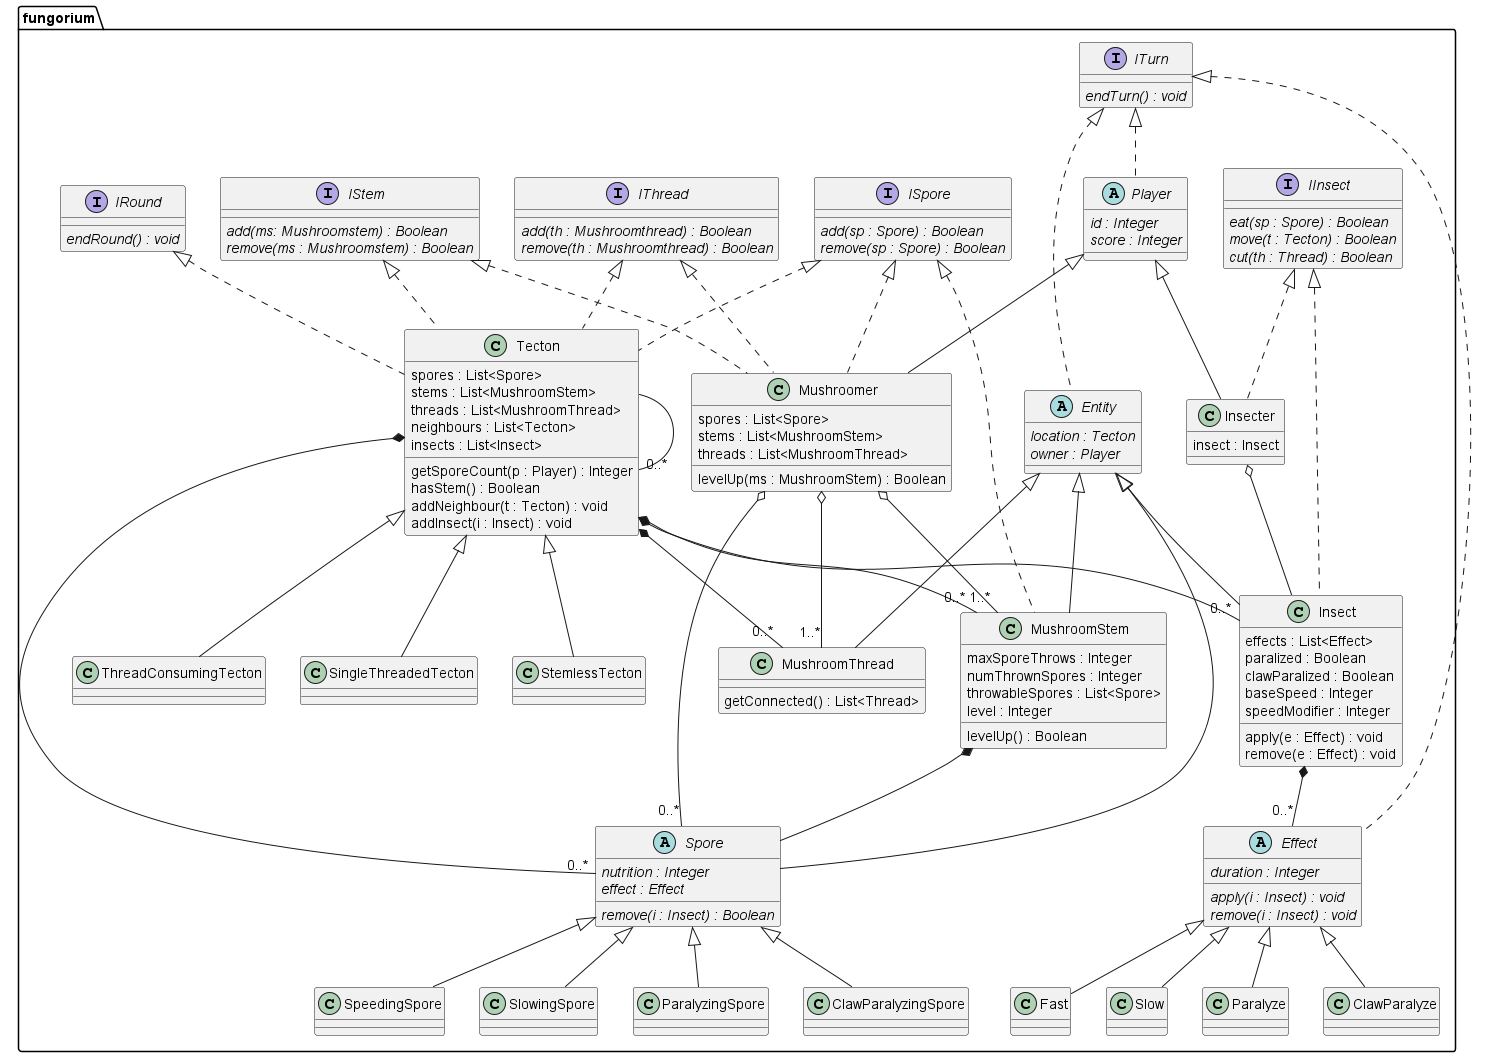 fungorium
I ITurn
endTurn() : void
I IRound
endRound() : void
I IStem
add(ms: Mushroomstem) : Boolean
remove(ms : Mushroomstem) : Boolean
I IThread
add(th : Mushroomthread) : Boolean
remove(th : Mushroomthread) : Boolean
I ISpore
add(sp : Spore) : Boolean
remove(sp : Spore) : Boolean
A Player
id : Integer
score : Integer
I IInsect
eat(sp : Spore) : Boolean
move(t : Tecton) : Boolean
cut(th : Thread) : Boolean
C Tecton
spores : List<Spore>
stems : List<MushroomStem>
threads : List<MushroomThread>
neighbours : List<Tecton>
insects : List<Insect>
getSporeCount(p : Player) : Integer
hasStem() : Boolean
addNeighbour(t : Tecton) : void
addInsect(i : Insect) : void
0..*
C Mushroomer
spores : List<Spore>
stems : List<MushroomStem>
threads : List<MushroomThread>
levelUp(ms : MushroomStem) : Boolean
A Entity
location : Tecton
owner : Player
C Insecter
insect : Insect
0..*
1..*
0..*
0..*
1..*
C ThreadConsumingTecton
C SingleThreadedTecton
C StemlessTecton
C MushroomThread
getConnected() : List<Thread>
C MushroomStem
maxSporeThrows : Integer
numThrownSpores : Integer
throwableSpores : List<Spore>
level : Integer
levelUp() : Boolean
C Insect
effects : List<Effect>
paralized : Boolean
clawParalized : Boolean
baseSpeed : Integer
speedModifier : Integer
apply(e : Effect) : void
remove(e : Effect) : void
0..*
0..*
0..*
A Spore
nutrition : Integer
effect : Effect
remove(i : Insect) : Boolean
A Effect
duration : Integer
apply(i : Insect) : void
remove(i : Insect) : void
C SpeedingSpore
C SlowingSpore
C ParalyzingSpore
C ClawParalyzingSpore
C Fast
C Slow
C Paralyze
C ClawParalyze